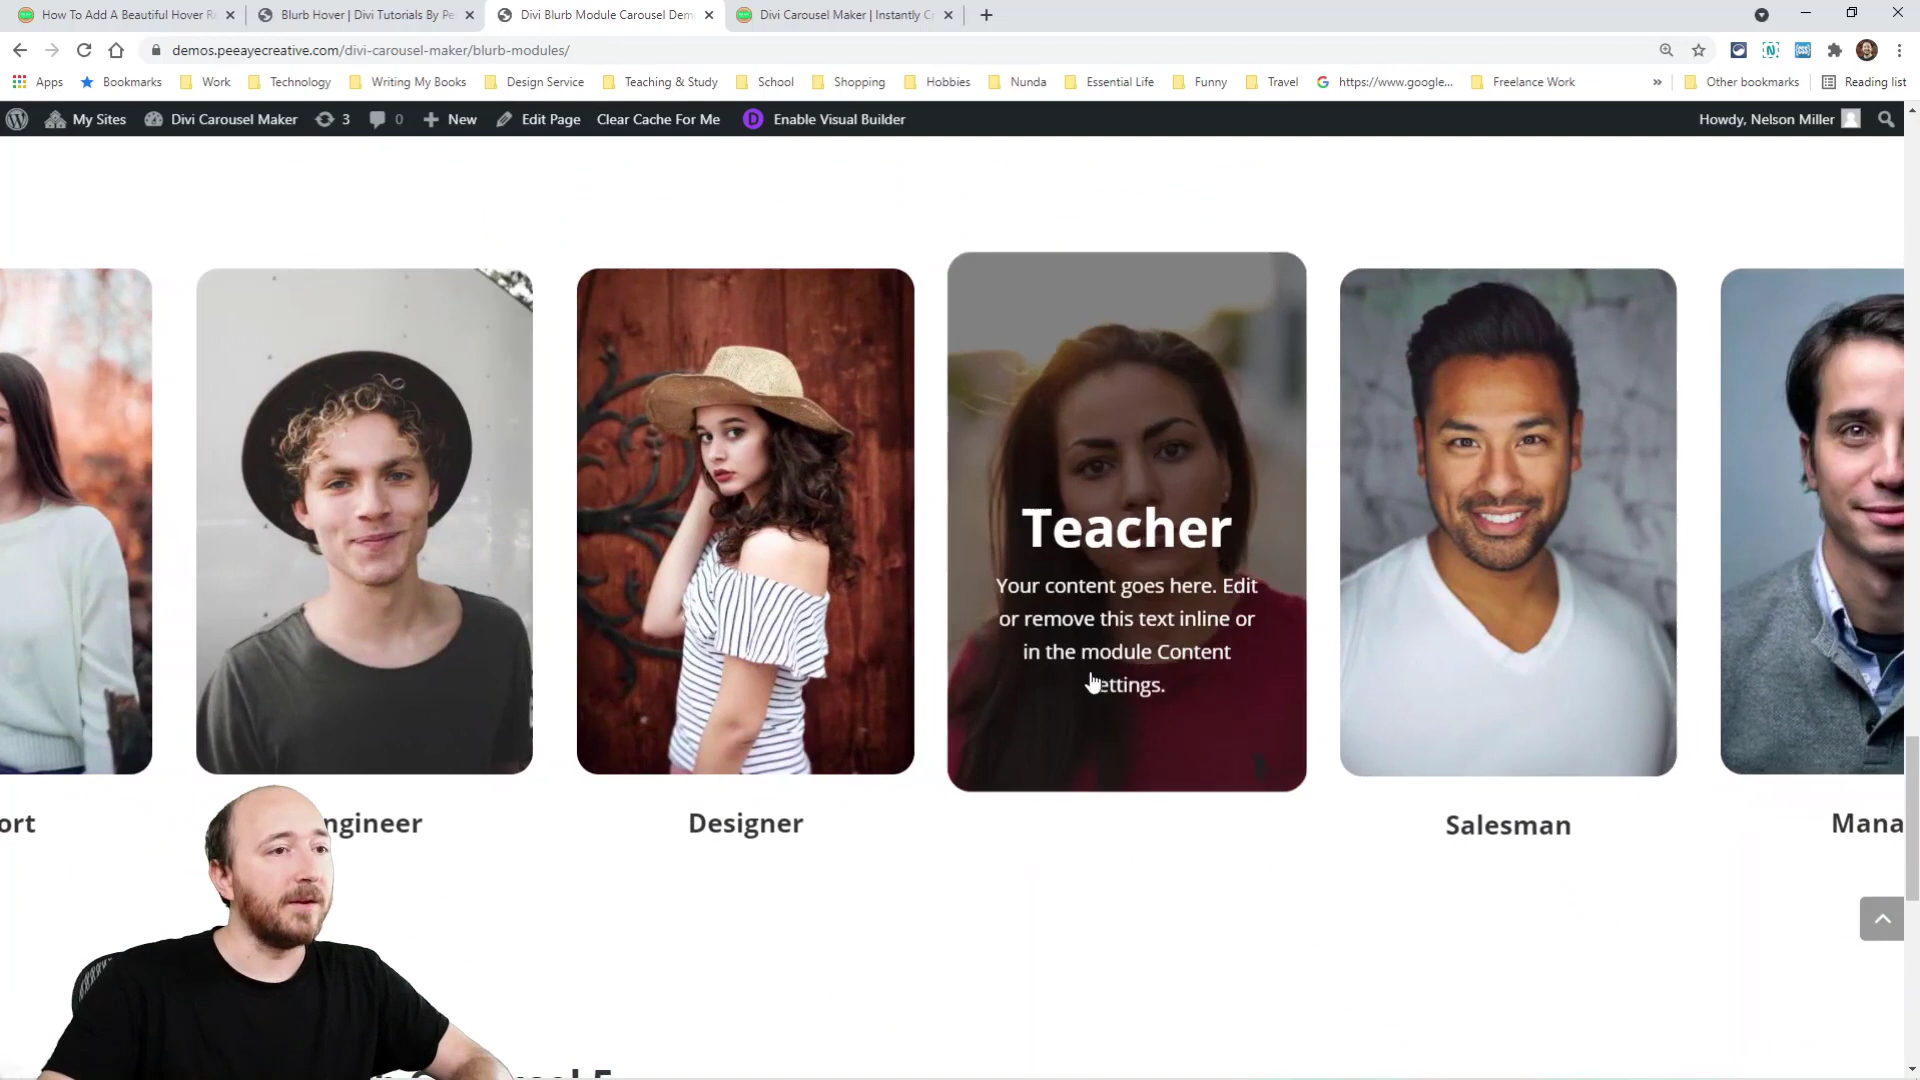 How To Add A Beautiful Hover R
Blurb Hover | Divi Tutorials By Pe
Divi Blurb Module Carousel Dem
Divi Carousel Maker | Instantly C
demos.peeayecreative.com/divi-carousel-maker/blurb-modules/
Apps
Bookmarks
Work
Technology
Writing My Books
Design Service
Teaching & Study
School
Shopping
Hobbies
Nunda
Essential Life
Funny
Travel
https://www.google...
Freelance Work
»
Other bookmarks
Reading list
My Sites
Divi Carousel Maker
3
0
New
Edit Page
Clear Cache For Me
Enable Visual Builder
Howdy, Nelson Miller
Teacher
Your content goes here. Edit
or remove this text inline or
in the module Content
ettings.
ort
ngineer
Designer
Salesman
Mana